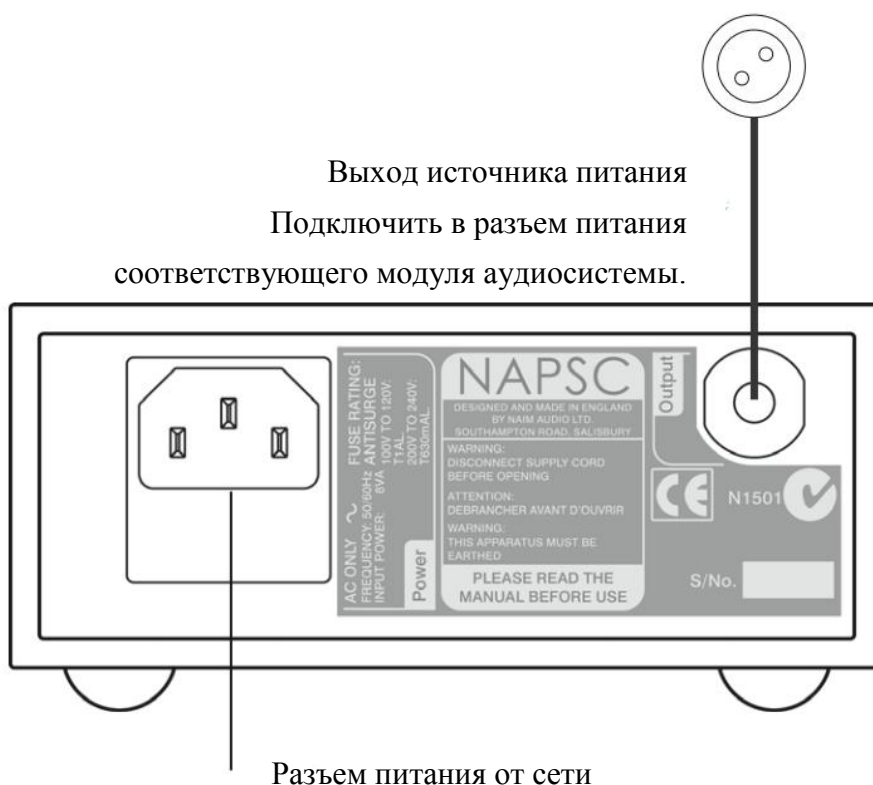 Выход источника питания
Подключить в разъем питания
соответствующего модуля аудиосистемы.
AC ONLY ~
FREQUENCY: 50/60Hz
INPUT POWER: 8VA
FUSE RATING:
ANTISURGE
100V TO 120V:
T1AL.
200V TO 240V:
T630mAL.
Power
NAPSC
DESIGNED AND MADE IN ENGLAND
BY NAIM AUDIO LTD.
SOUTHAMPTON ROAD, SALISBURY
WARNING:
DISCONNECT SUPPLY CORD
BEFORE OPENING
ATTENTION:
DEBRANCHER AVANT D'OUVRIR
WARNING:
THIS APPARATUS MUST BE
EARTHED
PLEASE READ THE
MANUAL BEFORE USE
Output
CE
N1501
S/No.
Разъем питания от сети